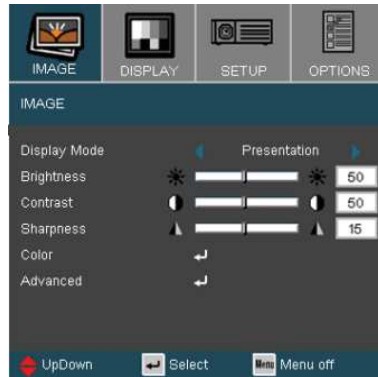 IMAGE DISPLAY SETUP OPTIONS
IMAGE
Display Mode Presentation
Brightness 50
Contrast 50
Sharpness 15
Color
Advanced
UpDown Select Menu Menu off